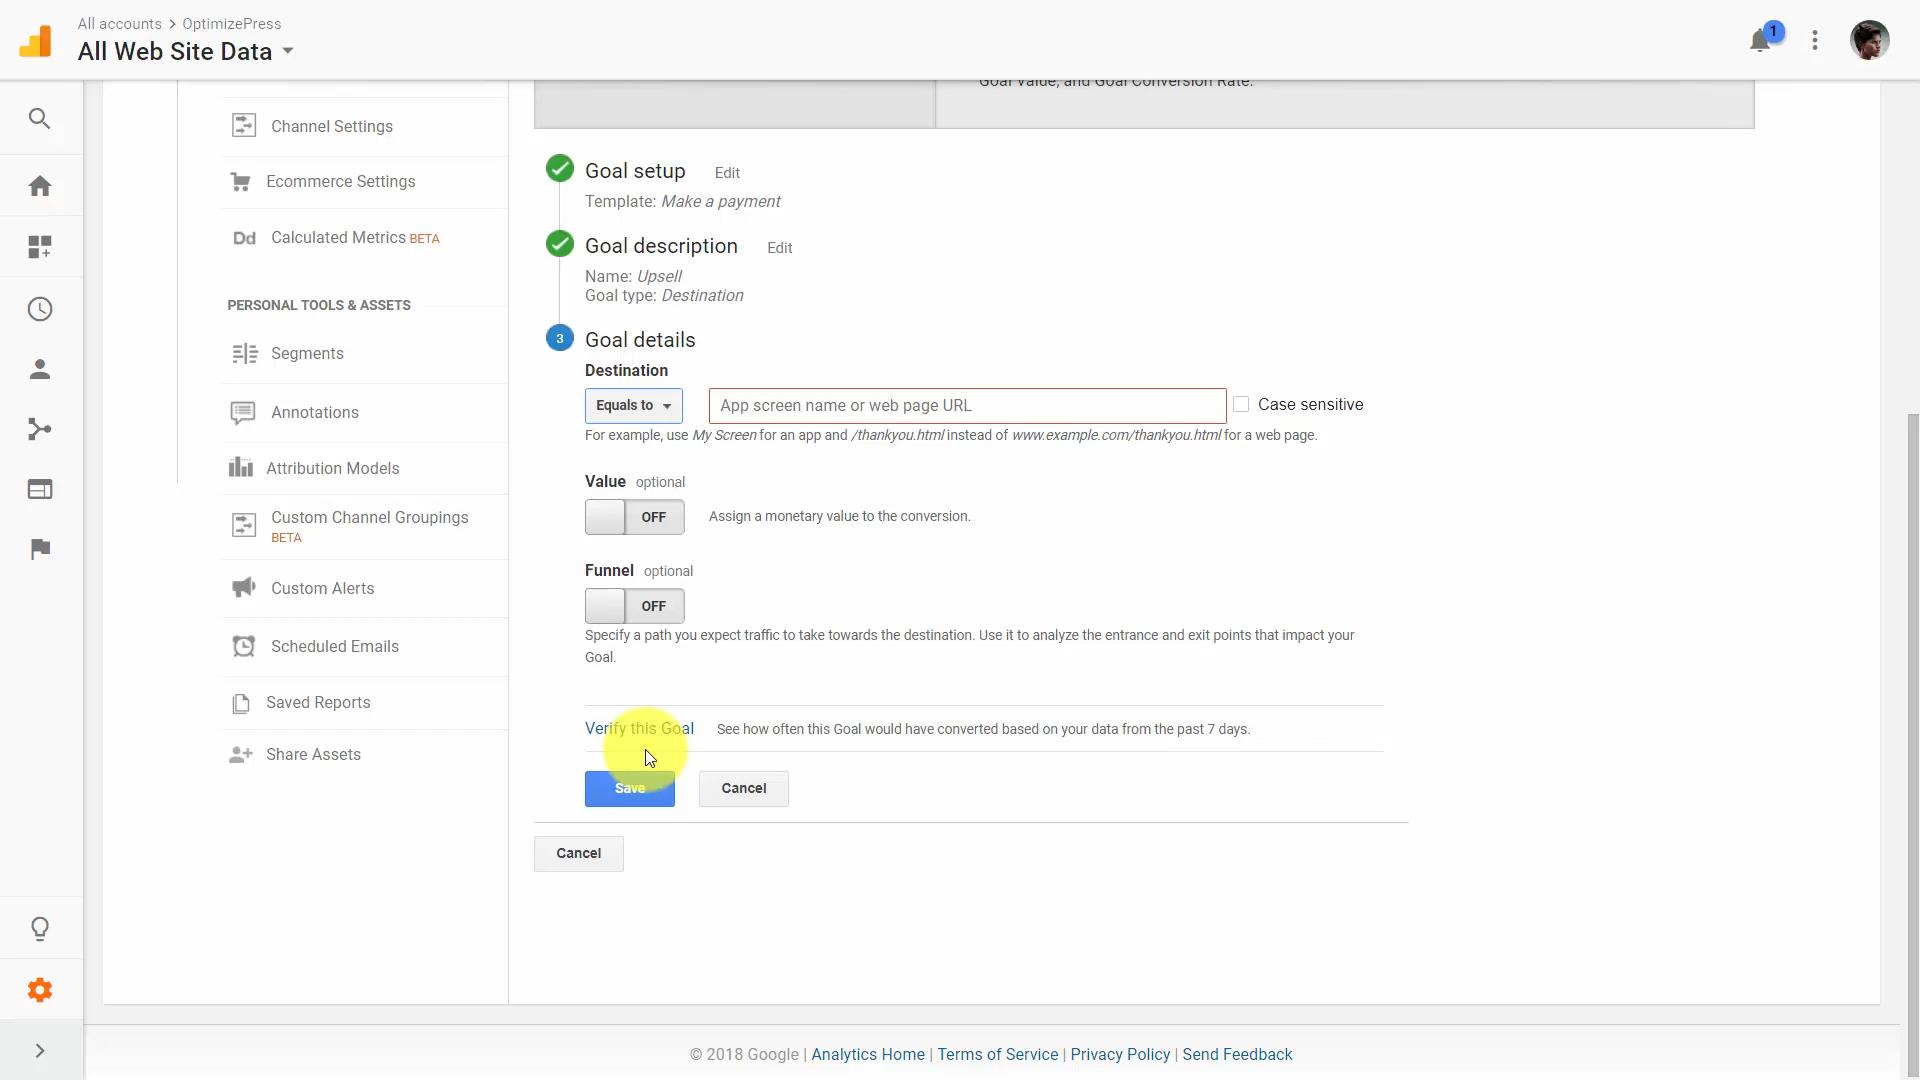 All accounts > OptimizePress
All Web Site Data
1
Goal Value, and Goal Conversion Rate.
Channel Settings
Ecommerce Settings
Dd Calculated Metrics BETA
PERSONAL TOOLS & ASSETS
Segments
Annotations
Attribution Models
Custom Channel Groupings
BETA
Custom Alerts
Scheduled Emails
Saved Reports
Share Assets
Goal setup Edit
Template: Make a payment
Goal description Edit
Name: Upsell
Goal type: Destination
3 Goal details
Destination
Equals to App screen name or web page URL Case sensitive
For example, use My Screen for an app and /thankyou.html instead of www.example.com/thankyou.html for a web page.
Value optional
OFF Assign a monetary value to the conversion.
Funnel optional
OFF
Specify a path you expect traffic to take towards the destination. Use it to analyze the entrance and exit points that impact your
Goal.
Verify this Goal See how often this Goal would have converted based on your data from the past 7 days.
Save Cancel
Cancel
© 2018 Google | Analytics Home | Terms of Service | Privacy Policy | Send Feedback